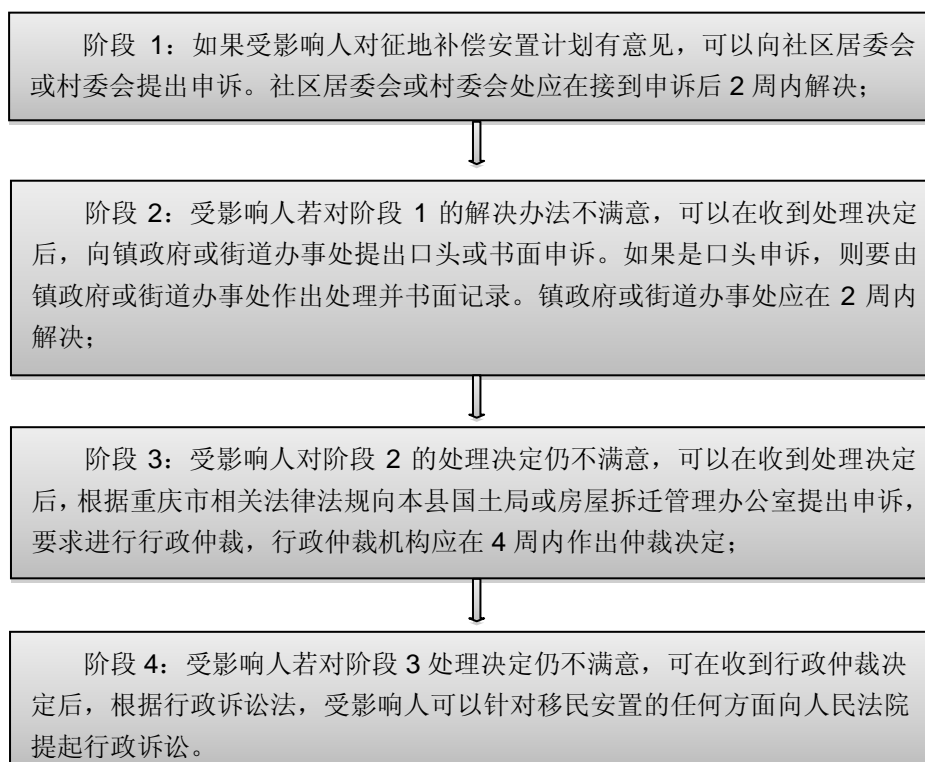 阶段 1：如果受影响人对征地补偿安置计划有意见，可以向社区居委会
或村委会提出申诉。社区居委会或村委会处应在接到申诉后 2 周内解决；
阶段 2：受影响人若对阶段 1 的解决办法不满意，可以在收到处理决定
后，向镇政府或街道办事处提出口头或书面申诉。如果是口头申诉，则要由
镇政府或街道办事处作出处理并书面记录。镇政府或街道办事处应在 2 周内
解决；
阶段 3：受影响人对阶段 2 的处理决定仍不满意，可以在收到处理决定
后，根据重庆市相关法律法规向本县国土局或房屋拆迁管理办公室提出申诉，
要求进行行政仲裁，行政仲裁机构应在 4 周内作出仲裁决定；
阶段 4：受影响人若对阶段 3 处理决定仍不满意，可在收到行政仲裁决
定后，根据行政诉讼法，受影响人可以针对移民安置的任何方面向人民法院
提起行政诉讼。